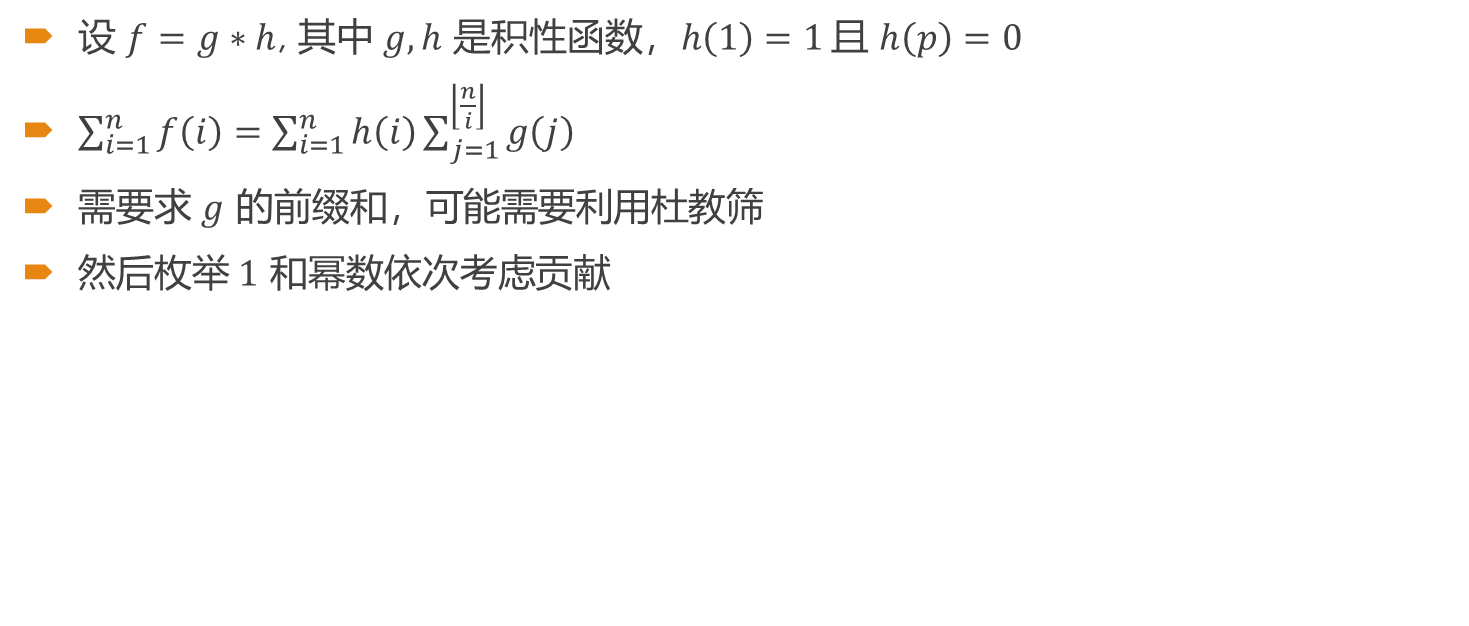 设 𝑓 = 𝑔 ∗ ℎ, 其中 𝑔, ℎ 是积性函数，ℎ(1) = 1 且 ℎ(𝑝) = 0
∑_{𝑖=1}^{𝑛} 𝑓(𝑖) = ∑_{𝑖=1}^{𝑛} ℎ(𝑖) ∑_{𝑗=1}^{⌊𝑛/𝑖⌋} 𝑔(𝑗)
需要求 𝑔 的前缀和，可能需要利用杜教筛
然后枚举 1 和幂数依次考虑贡献